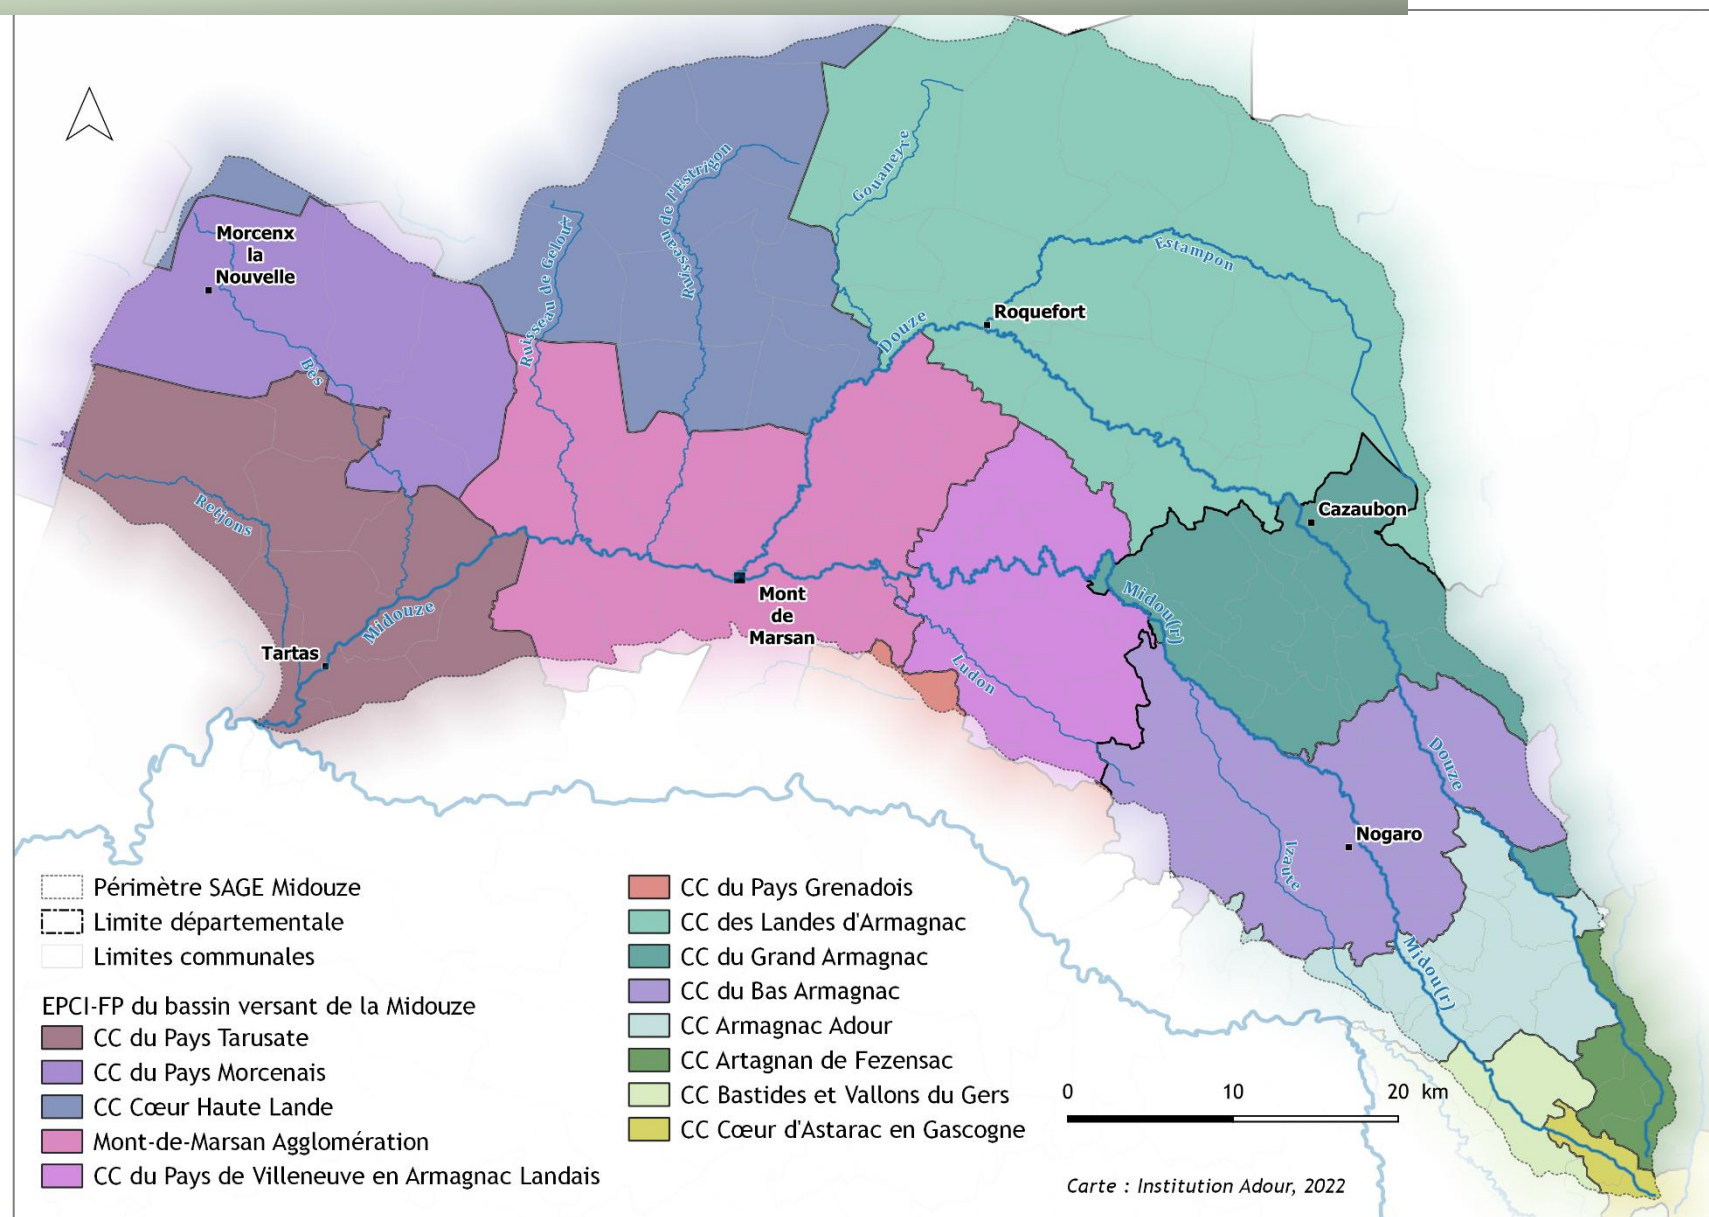 Morcenx
la
Nouvelle
Ruisseau de Geloux
Ruisseau de l'Estrigon
Gouaneyre
Estampon
Roquefort
Douze
Bès
Retjons
Cazaubon
Midouze
Mont
de
Marsan
Midou(r)
Tartas
Ludon
Douze
Izaute
Nogaro
Midou(r)
Périmètre SAGE Midouze
Limite départementale
Limites communales
EPCI-FP du bassin versant de la Midouze
CC du Pays Tarusate
CC du Pays Morcenais
CC Cœur Haute Lande
Mont-de-Marsan Agglomération
CC du Pays de Villeneuve en Armagnac Landais
CC du Pays Grenadois
CC des Landes d'Armagnac
CC du Grand Armagnac
CC du Bas Armagnac
CC Armagnac Adour
CC Artagnan de Fezensac
CC Bastides et Vallons du Gers
CC Cœur d'Astarac en Gascogne
0 10 20 km
Carte : Institution Adour, 2022